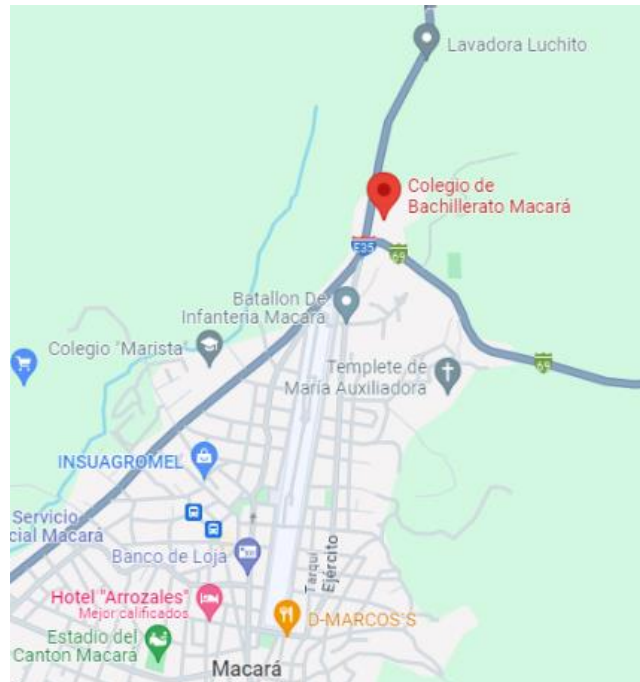 Lavadora Luchito
Colegio de
Bachillerato Macará
E35
69
Batallon De
Infanteria Macará
Colegio "Marista"
Templete de
María Auxiliadora
69
INSUAGROMEL
Servicio
cial Macará
Banco de Loja
Tarqui
Ejército
Hotel "Arrozales"
Mejor calificados
D-MARCOS'S
Estadio del
Canton Macará
Macará